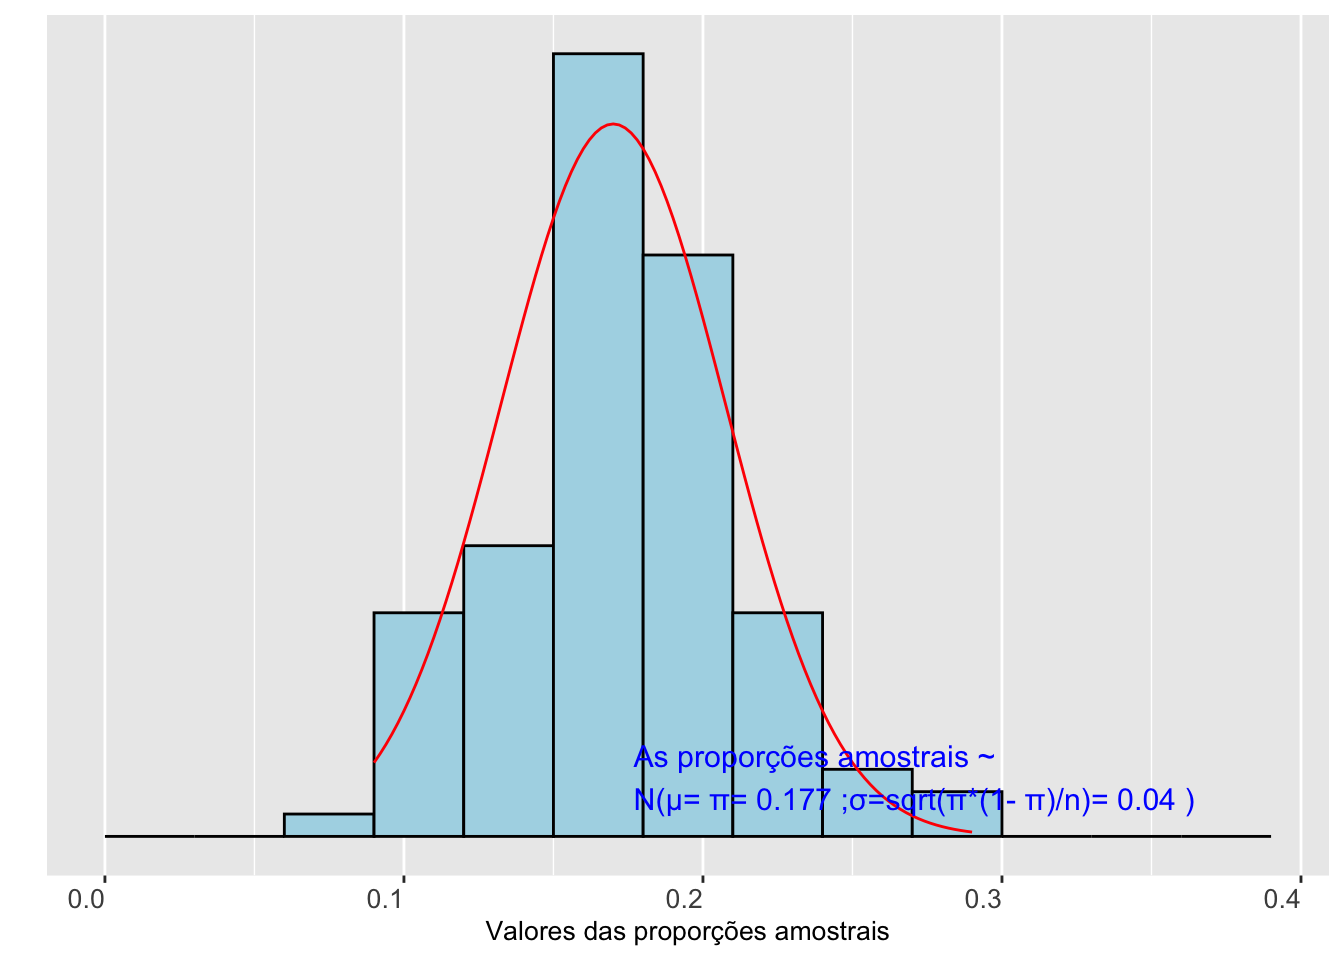 As proporções amostrais ~
N(μ= π= 0.177 ;σ=sqrt(π*(1- π)/n)= 0.04 )
0.0 0.1 0.2 0.3 0.4
Valores das proporções amostrais